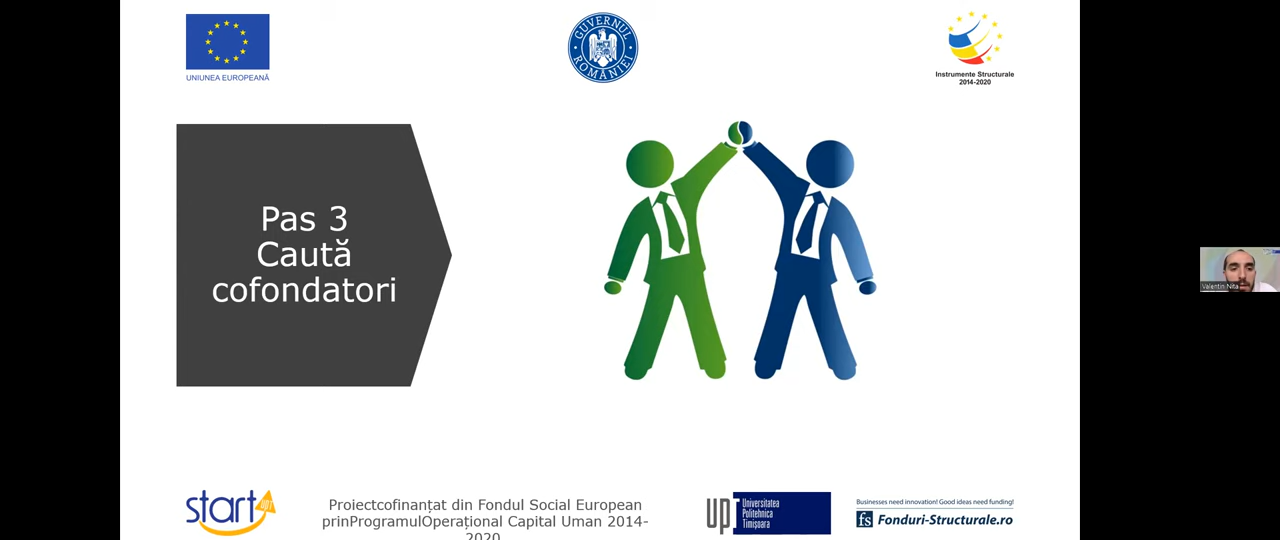 UNIUNEA EUROPEANĂ
GUVERNUL ROMÂNIEI
Instrumente Structurale
2014-2020
Pas 3
Caută
cofondatori
Valentin Nita
start UPT
Proiectcofinanțat din Fondul Social European
prinProgramulOperațional Capital Uman 2014-
2020
UPT
Universitatea
Politehnica
Timișoara
Businesses need innovation! Good ideas need funding!
fs Fonduri-Structurale.ro